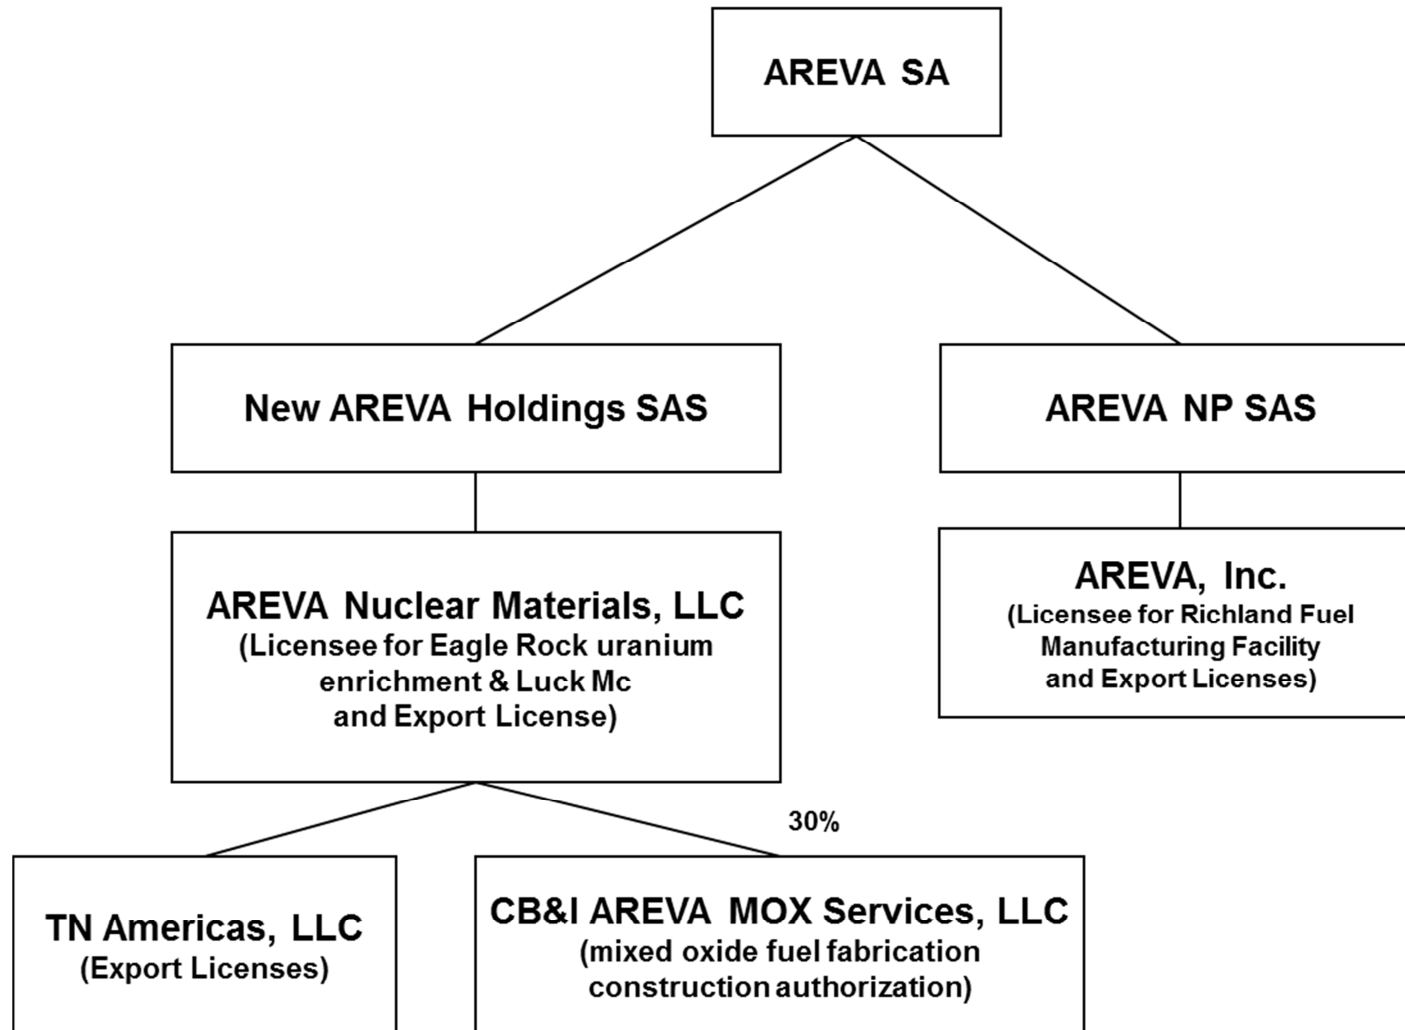 AREVA SA
New AREVA Holdings SAS
AREVA NP SAS
AREVA Nuclear Materials, LLC
(Licensee for Eagle Rock uranium
enrichment & Luck Mc
and Export License)
AREVA, Inc.
(Licensee for Richland Fuel
Manufacturing Facility
and Export Licenses)
30%
TN Americas, LLC
(Export Licenses)
CB&I AREVA MOX Services, LLC
(mixed oxide fuel fabrication
construction authorization)